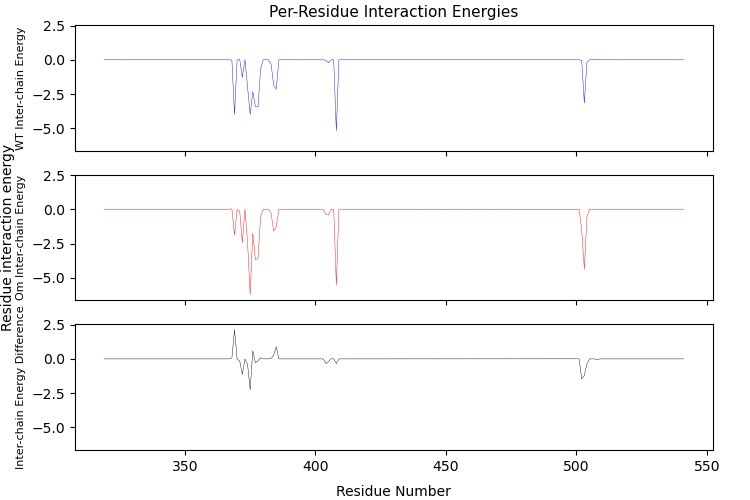 Per-Residue Interaction Energies
Residue interaction energy
WT Inter-chain Energy
2.5
0.0
−2.5
−5.0
Om Inter-chain Energy
2.5
0.0
−2.5
−5.0
Inter-chain Energy Difference
2.5
0.0
−2.5
−5.0
350 400 450 500 550
Residue Number